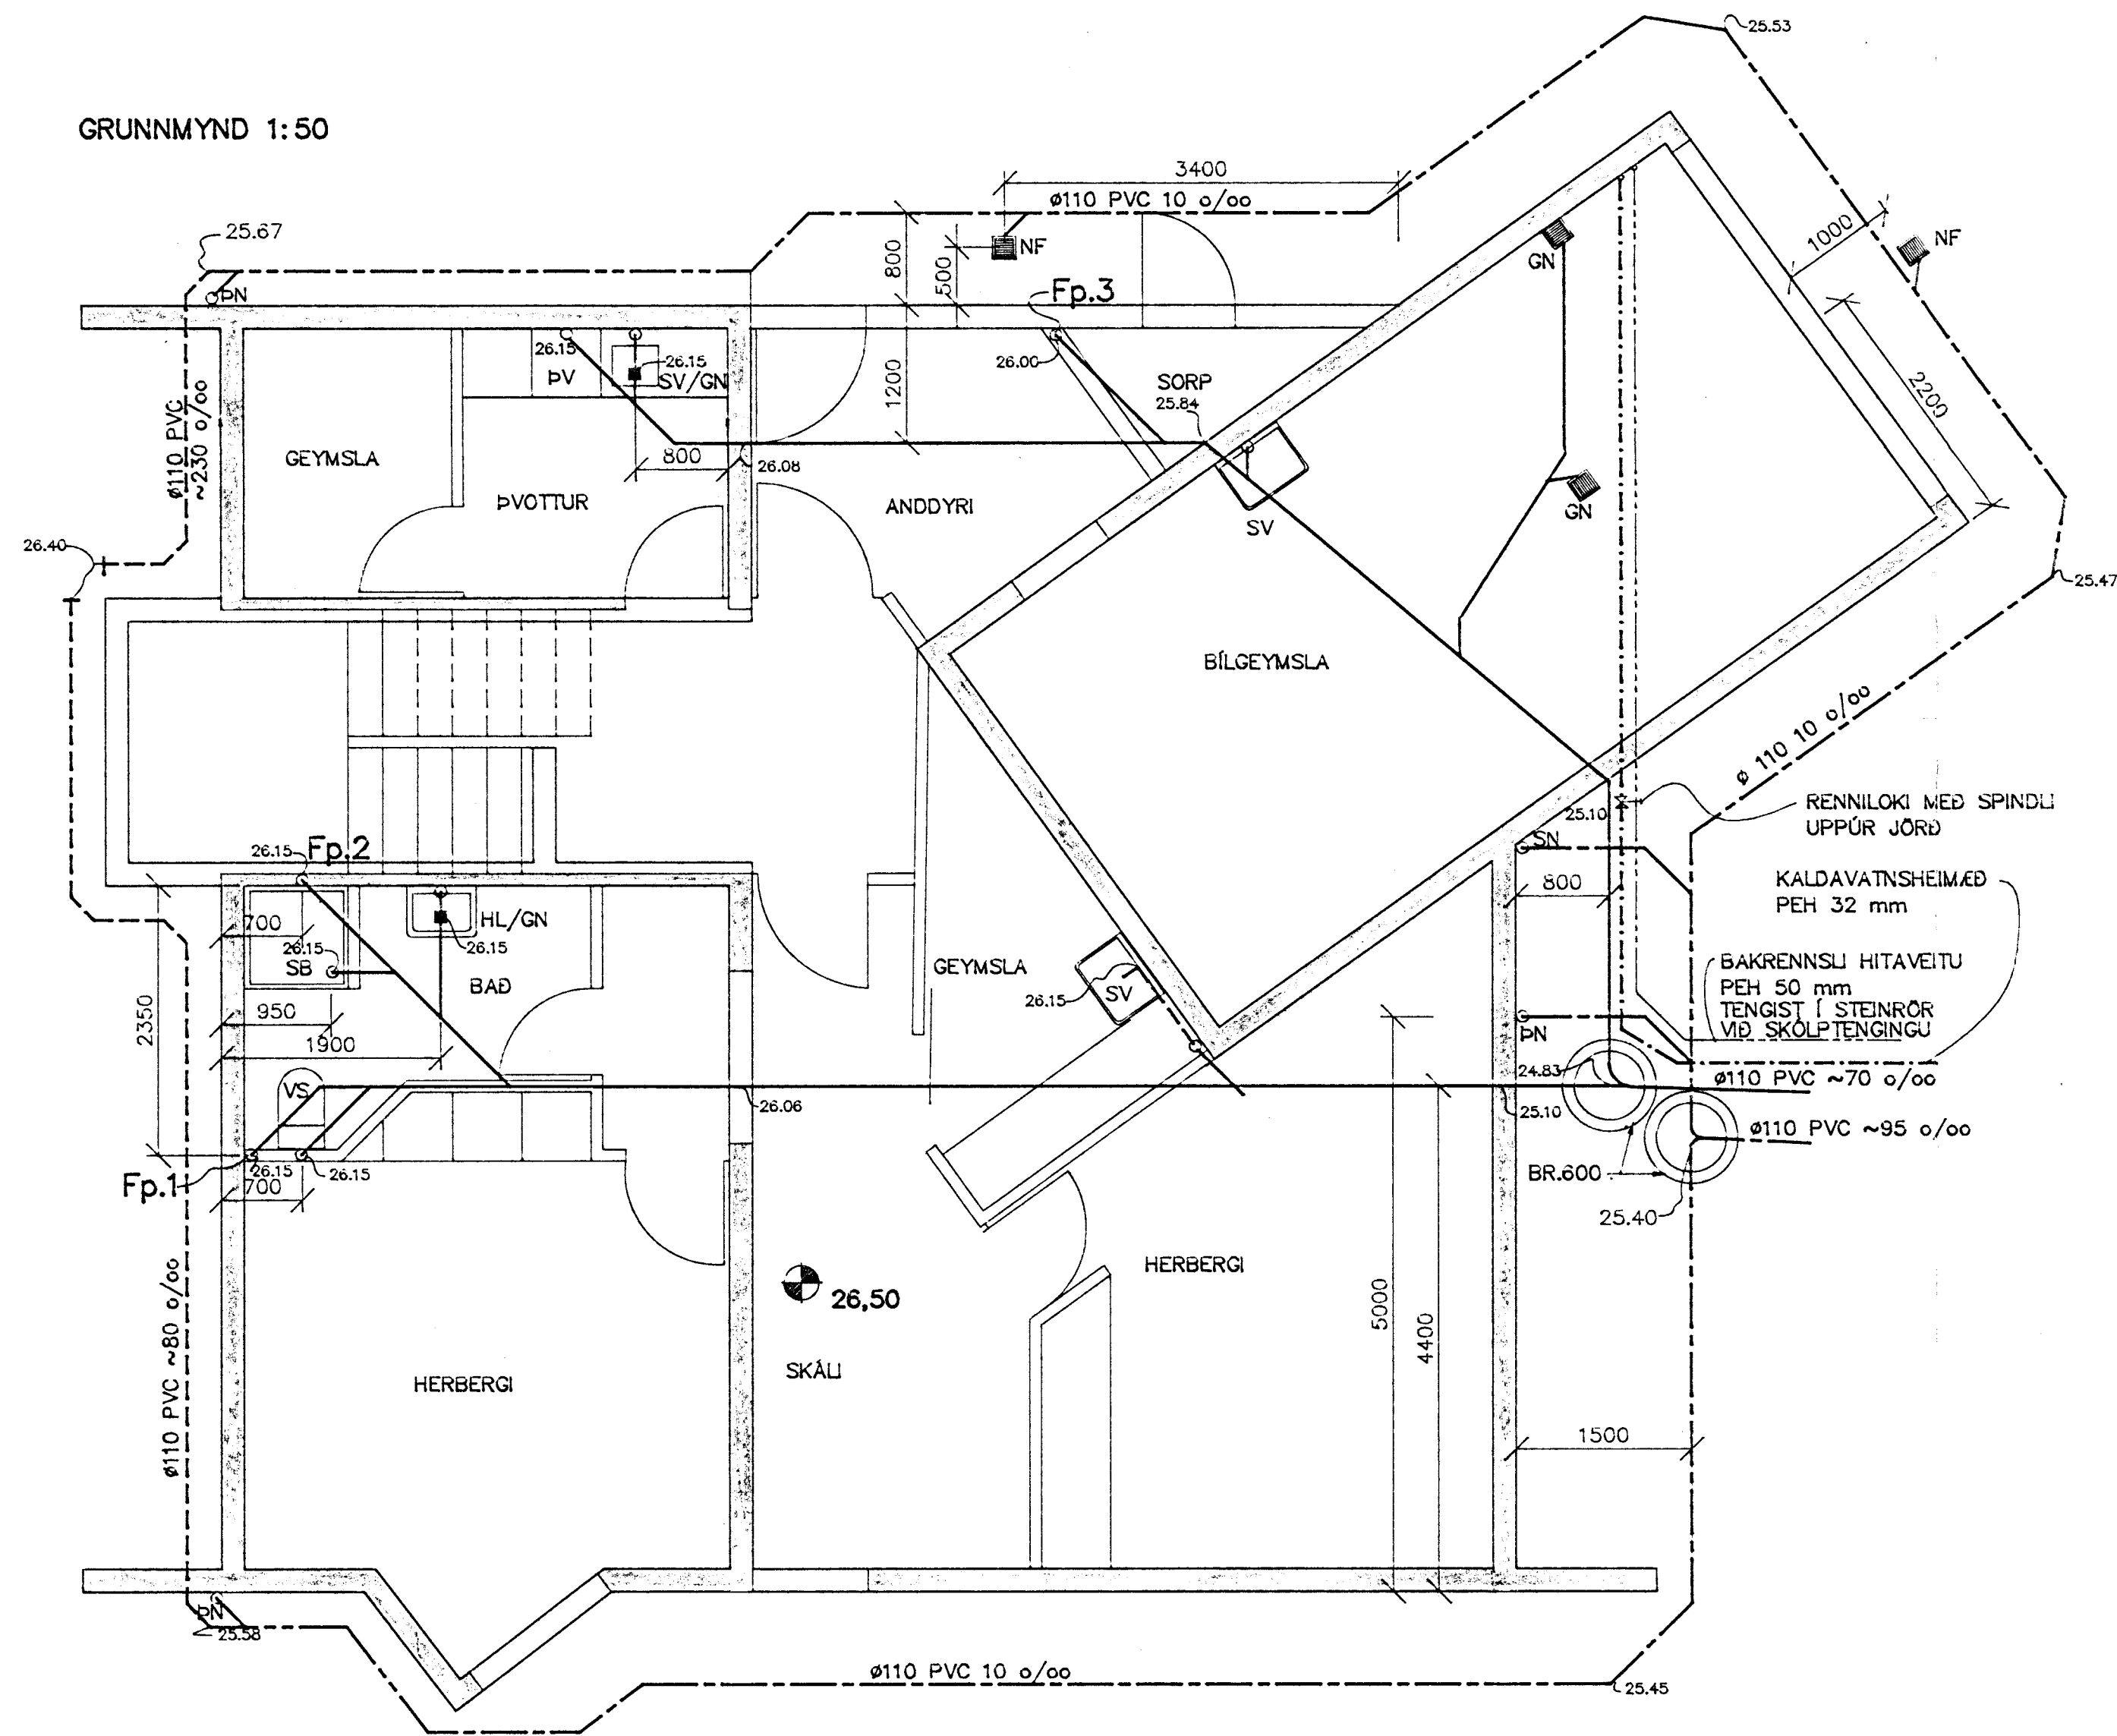 25.53
GRUNNMYND 1:50
3400
ø110 PVC 10 o/oo
25.67
NF
800
500
1000
NF
GN
ÞN
Fp.3
26.00
26.15
ÞV
26.15
SV/GN
1200
SORP
25.84
2200
ø110 PVC
~230 o/oo
GEYMSLA
800
26.08
ÞVOTTUR
ANDDYRI
SV
GN
26.40
25.47
BÍLGEYMSLA
ø 110 10 o/oo
RENNILOKI MEÐ SPINDLI
UPPÚR JÖRÐ
25.10
SN
26.15
Fp.2
800
KALDAVATNSHEIMÆÐ
PEH 32 mm
700
HL/GN
26.15
26.15
SB
BAÐ
GEYMSLA
26.15
SV
BAKRENNSLI HITAVEITU
PEH 50 mm
TENGIST Í STEINRÖR
VIÐ SKÓLPTENGINGU
2350
950
1900
ÞN
24.83
ø110 PVC ~70 o/oo
VS
26.06
25.10
ø110 PVC ~95 o/oo
Fp.1
26.15
26.15
700
BR.600
25.40
HERBERGI
26,50
5000
4400
ø110 PVC ~80 o/oo
HERBERGI
SKÁLI
1500
ÞN
25.58
ø110 PVC 10 o/oo
25.45